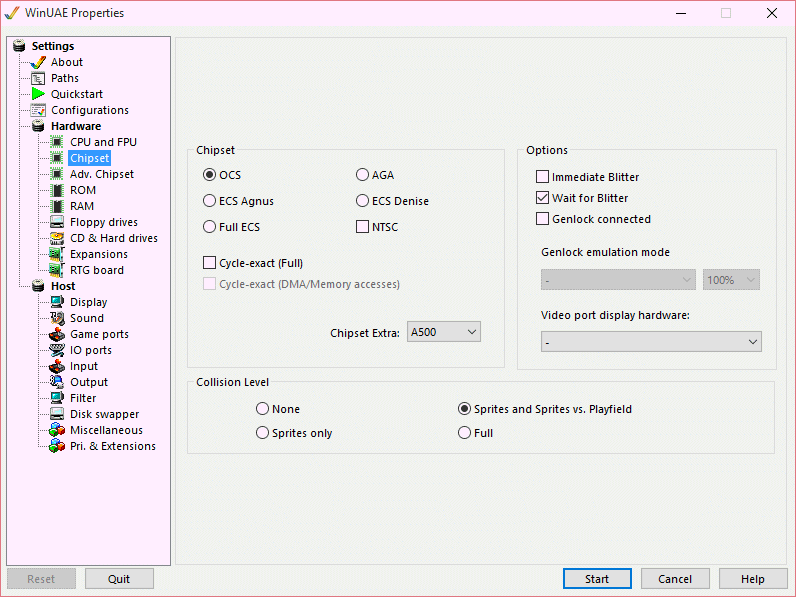 WinUAE Properties
Settings
About
Paths
Quickstart
Configurations
Hardware
CPU and FPU
Chipset
Adv. Chipset
ROM
RAM
Floppy drives
CD & Hard drives
Expansions
RTG board
Host
Display
Sound
Game ports
IO ports
Input
Output
Filter
Disk swapper
Miscellaneous
Pri. & Extensions
Chipset
OCS
AGA
ECS Agnus
ECS Denise
Full ECS
NTSC
Cycle-exact (Full)
Cycle-exact (DMA/Memory accesses)
Chipset Extra: A500
Options
Immediate Blitter
Wait for Blitter
Genlock connected
Genlock emulation mode
- 100%
Video port display hardware:
-
Collision Level
None
Sprites and Sprites vs. Playfield
Sprites only
Full
Reset
Quit
Start
Cancel
Help